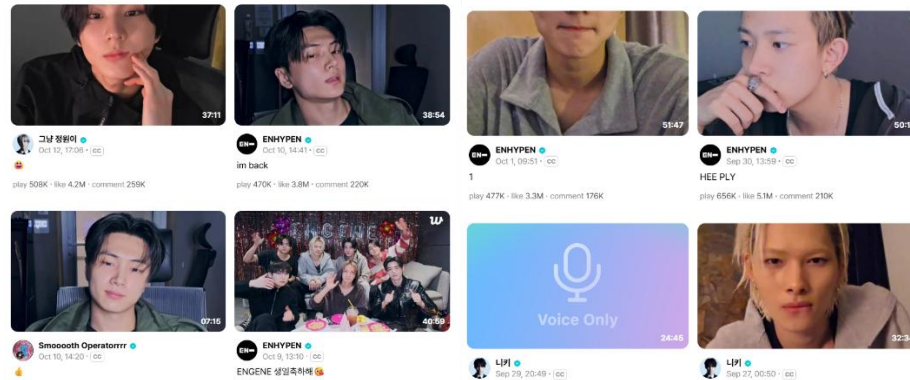 37:11
그냥 정원이
Oct 12, 17:06 · CC
😃
play 508K · like 4.2M · comment 259K
38:54
EN-
ENHYPEN
Oct 10, 14:41 · CC
im back
play 470K · like 3.8M · comment 220K
51:47
EN-
ENHYPEN
Oct 1, 09:51 · CC
1
play 477K · like 3.3M · comment 176K
50:1
EN-
ENHYPEN
Sep 30, 13:59 · CC
HEE PLY
play 656K · like 5.1M · comment 210K
07:15
Smooooth Operatorrrr
Oct 10, 14:20 · CC
👍
w
ENGENE
40:59
EN-
ENHYPEN
Oct 9, 13:10 · CC
ENGENE 생일축하해😘
Voice Only
24:45
니키
Sep 29, 20:49 · CC
32:3
니키
Sep 27, 00:50 · CC